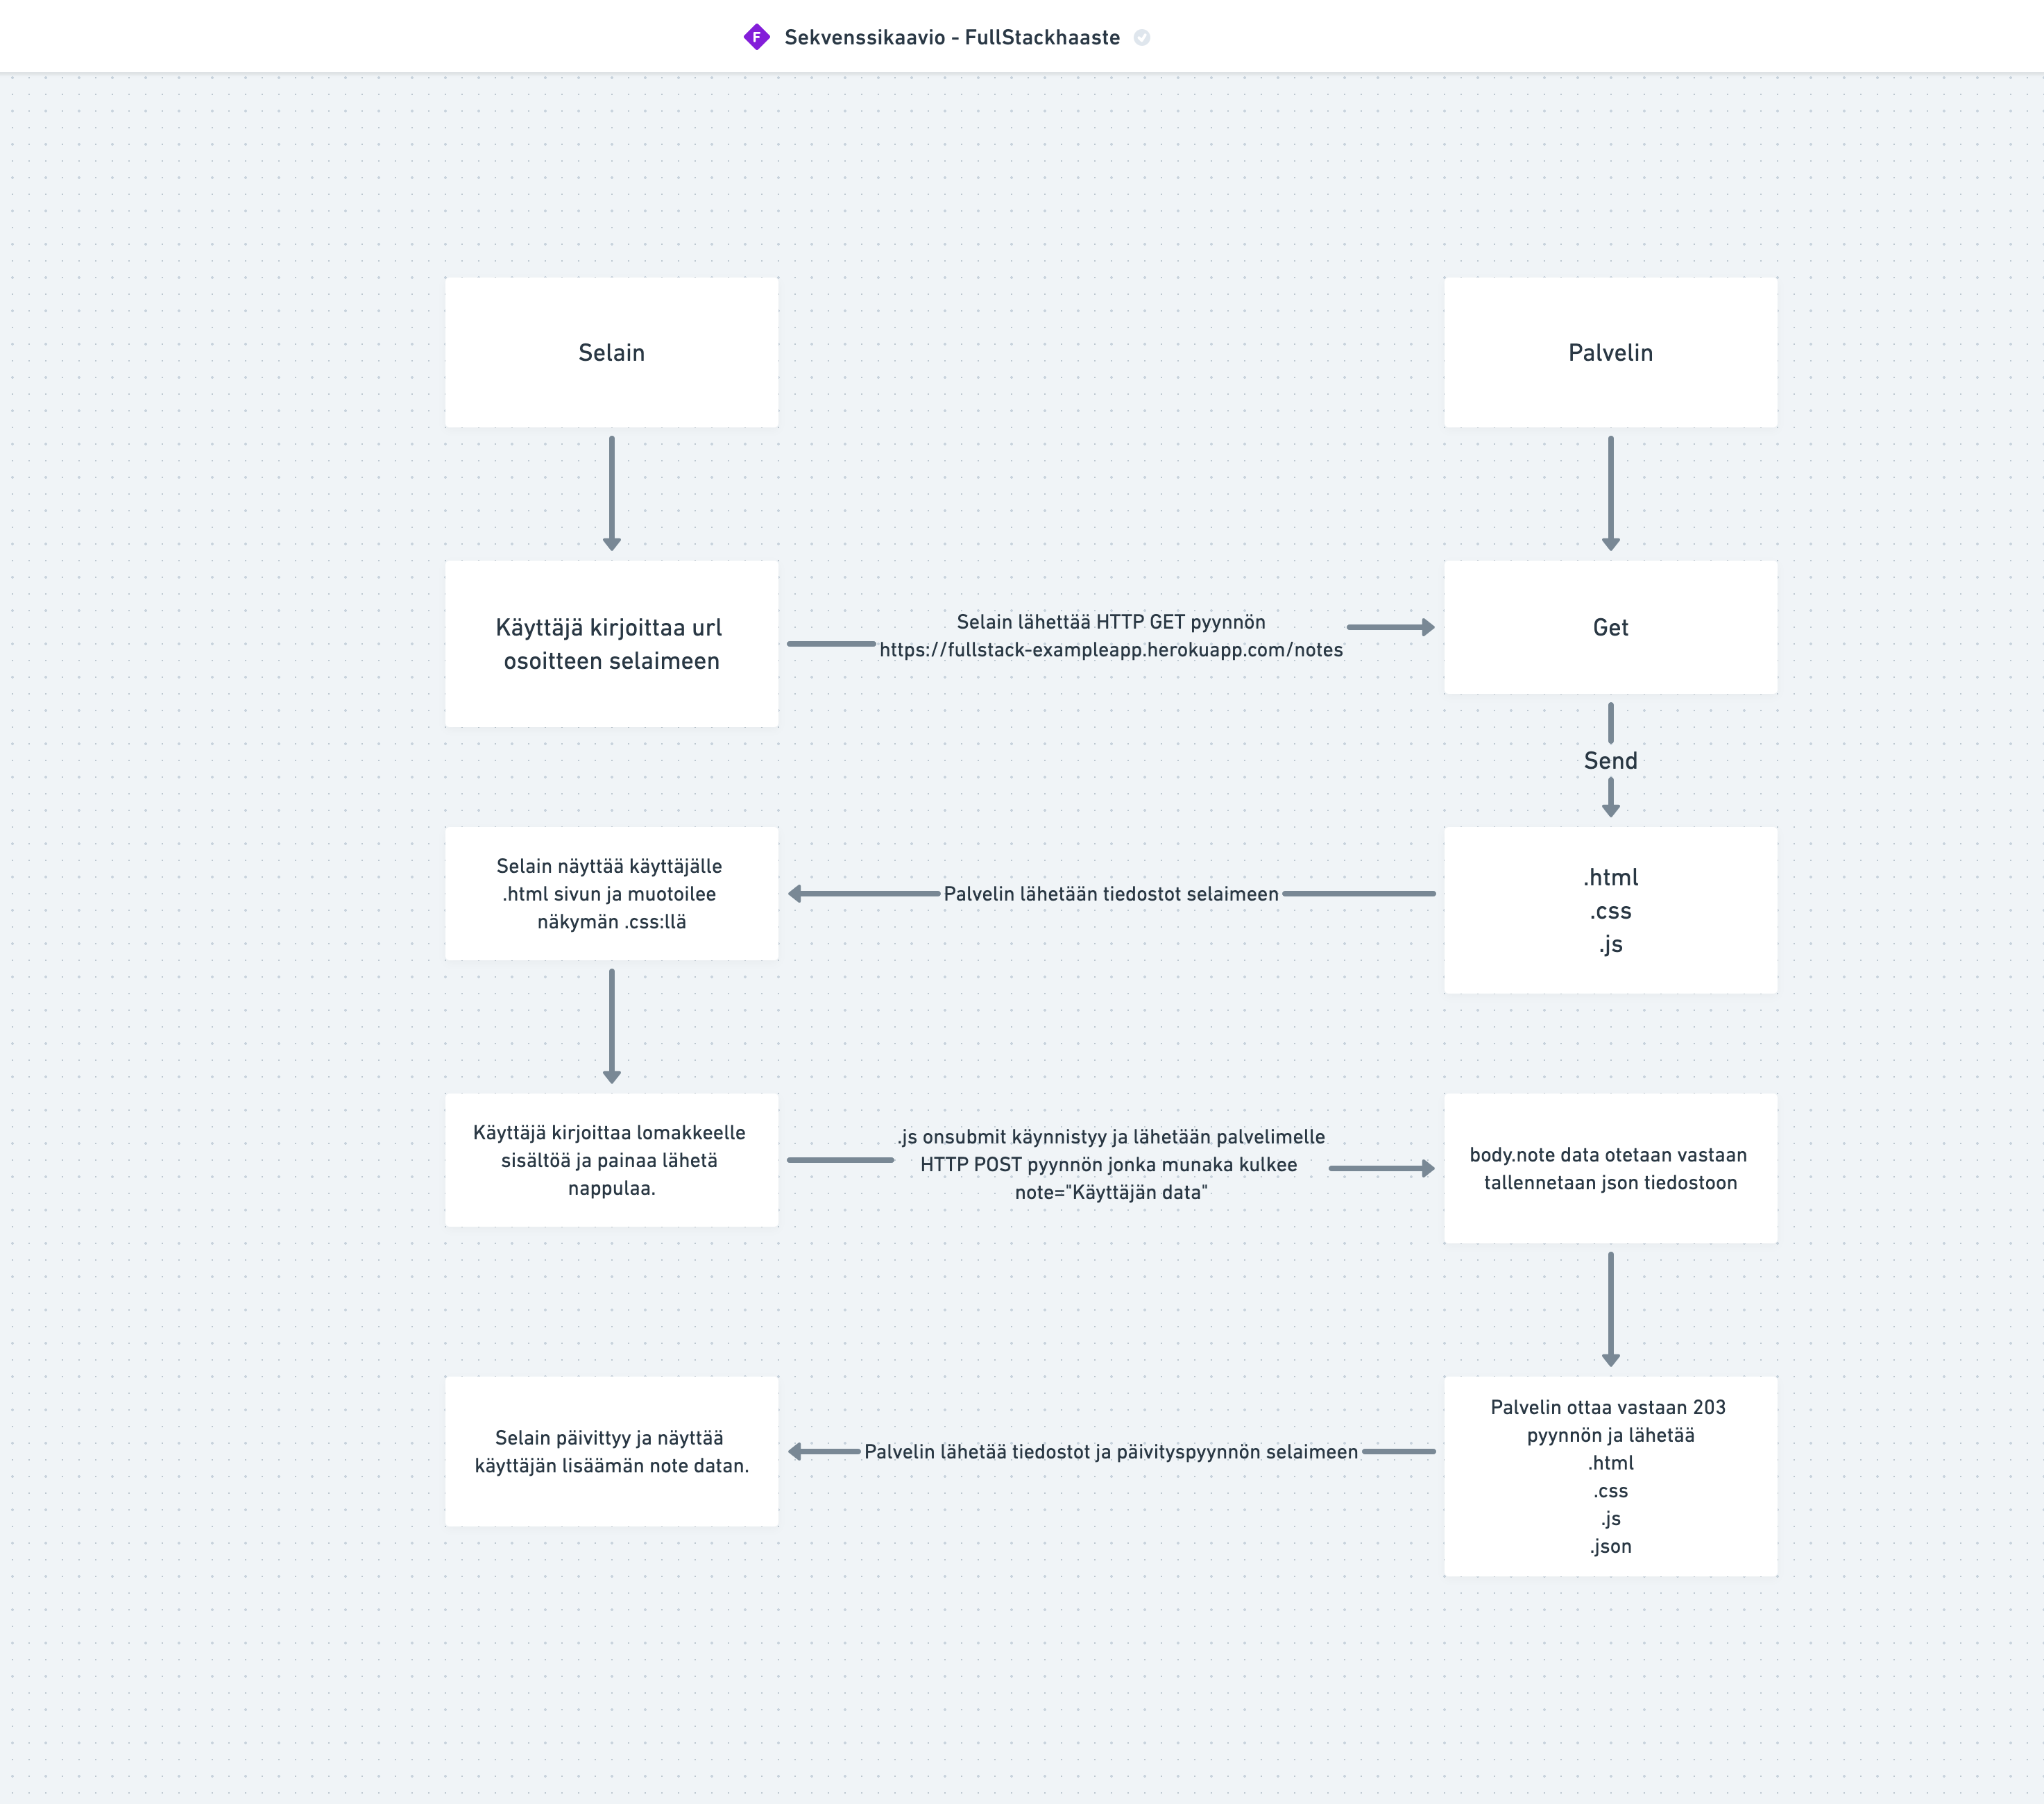 F
Sekvenssikaavio - FullStackhaaste
Selain
Palvelin
Käyttäjä kirjoittaa url
osoitteen selaimeen
Selain lähettää HTTP GET pyynnön
https://fullstack-exampleapp.herokuapp.com/notes
Get
Send
Selain näyttää käyttäjälle
.html sivun ja muotoilee
näkymän .css:llä
Palvelin lähetään tiedostot selaimeen
.html
.css
.js
Käyttäjä kirjoittaa lomakkeelle
sisältöä ja painaa lähetä
nappulaa.
.js onsubmit käynnistyy ja lähetään palvelimelle
HTTP POST pyynnön jonka munaka kulkee
note="Käyttäjän data"
body.note data otetaan vastaan
tallennetaan json tiedostoon
Selain päivittyy ja näyttää
käyttäjän lisäämän note datan.
Palvelin lähetää tiedostot ja päivityspyynnön selaimeen
Palvelin ottaa vastaan 203
pyynnön ja lähetää
.html
.css
.js
.json